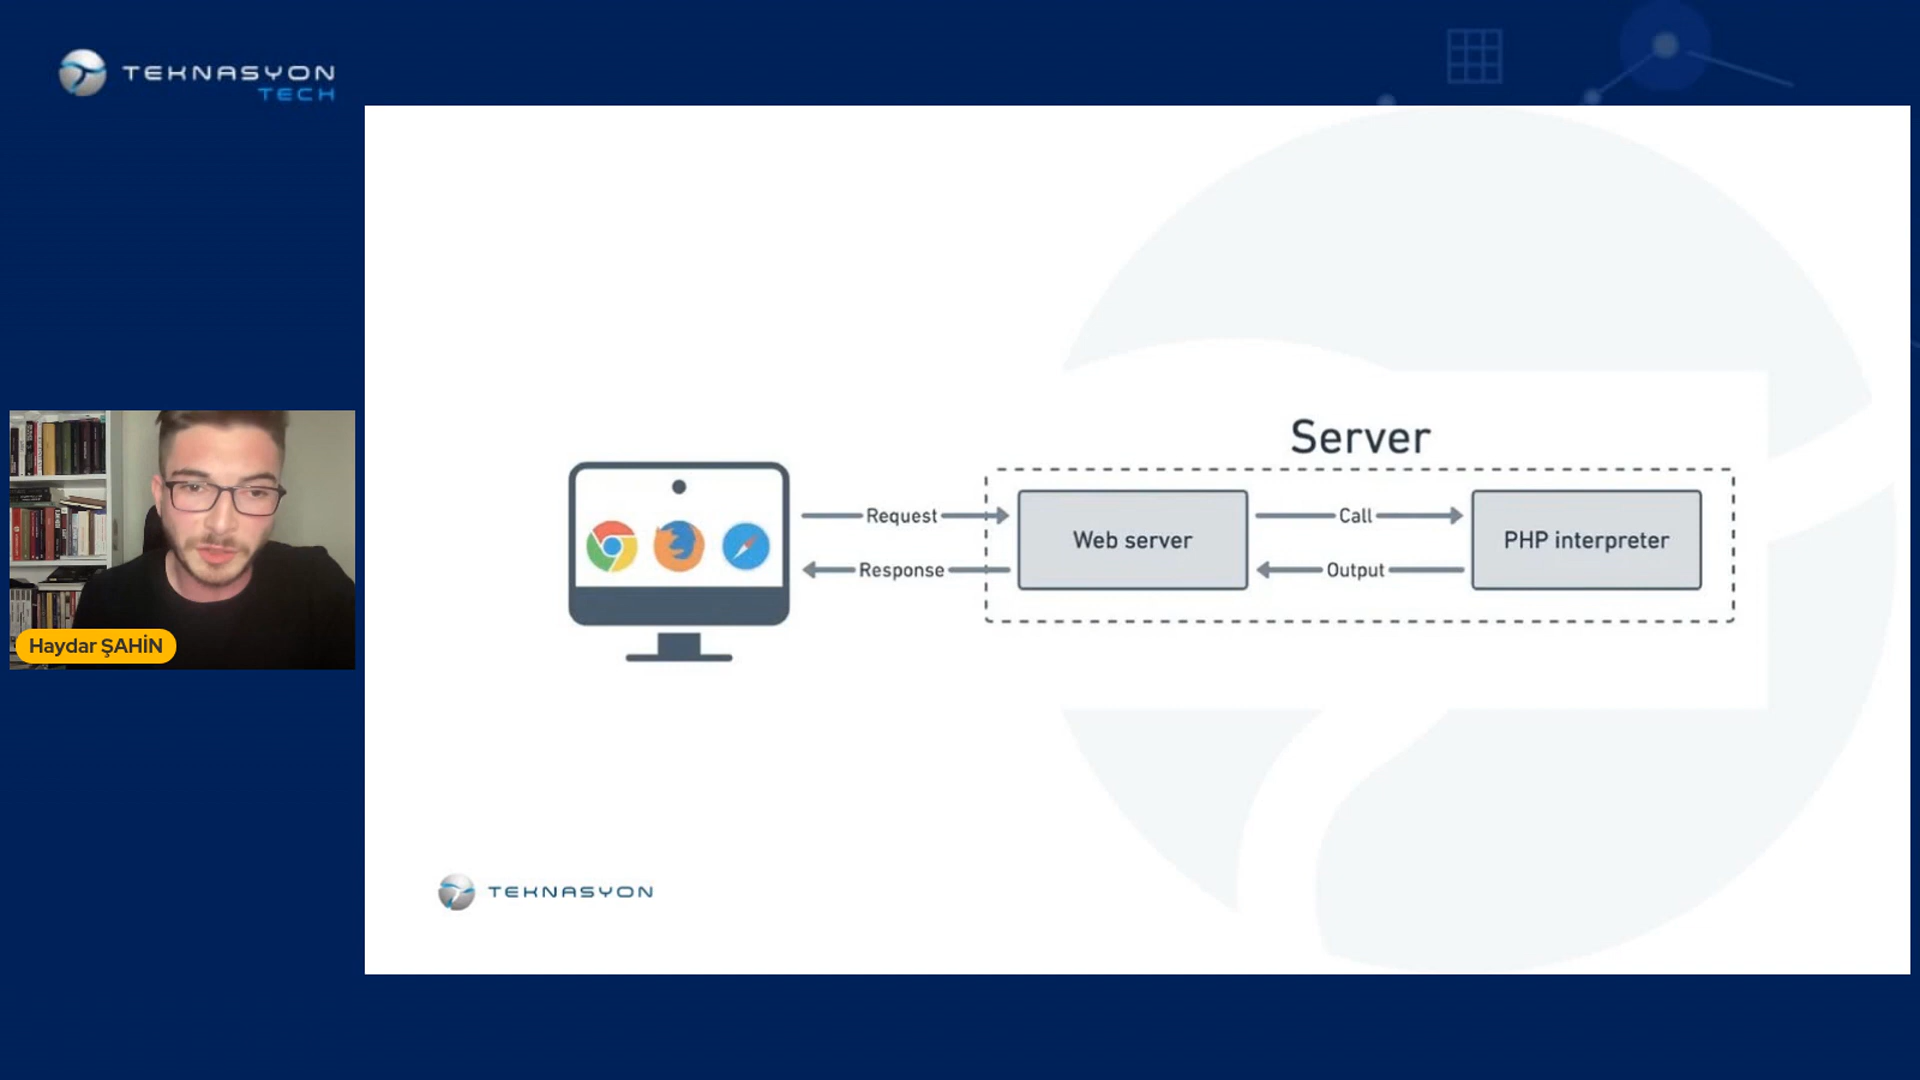 TEKNASYON
TECH
Server
Request
Web server
Call
PHP interpreter
Response
Output
Haydar ŞAHİN
TEKNASYON